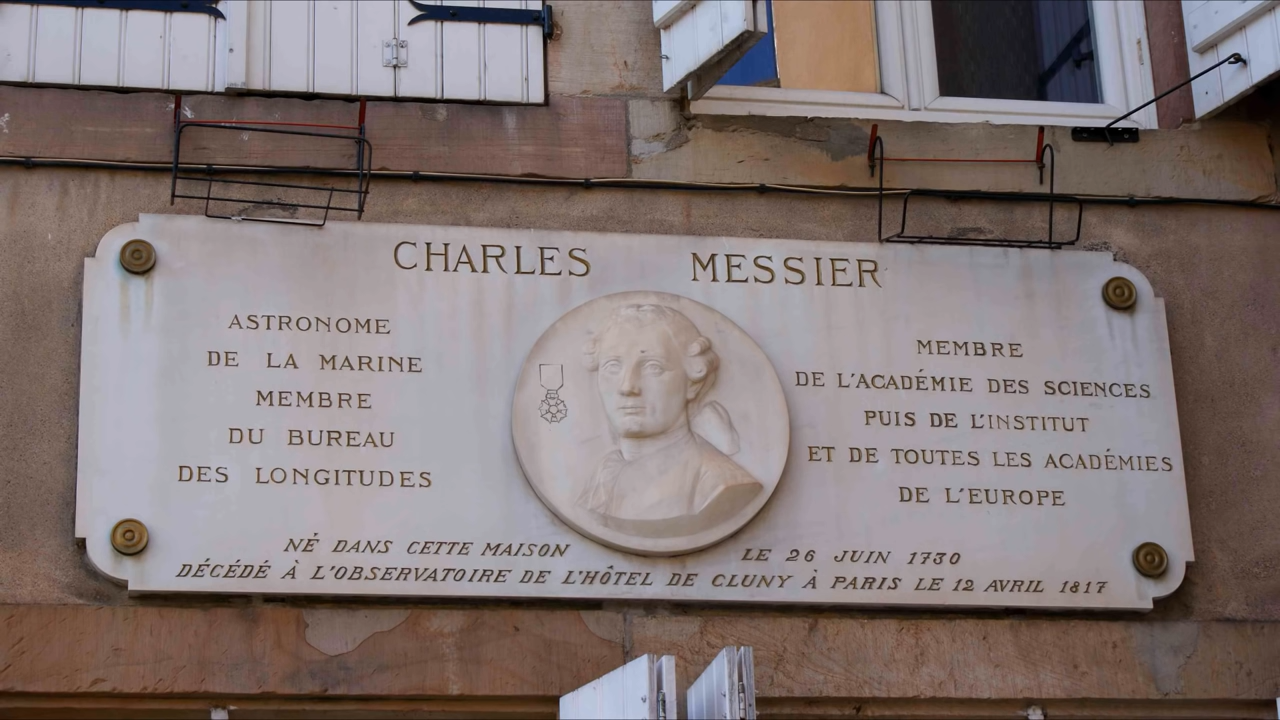 CHARLES MESSIER
ASTRONOME
DE LA MARINE
MEMBRE
DU BUREAU
DES LONGITUDES
MEMBRE
DE L'ACADÉMIE DES SCIENCES
PUIS DE L'INSTITUT
ET DE TOUTES LES ACADÉMIES
DE L'EUROPE
NÉ DANS CETTE MAISON LE 26 JUIN 1730
DÉCÉDÉ À L'OBSERVATOIRE DE L'HÔTEL DE CLUNY À PARIS LE 12 AVRIL 1817